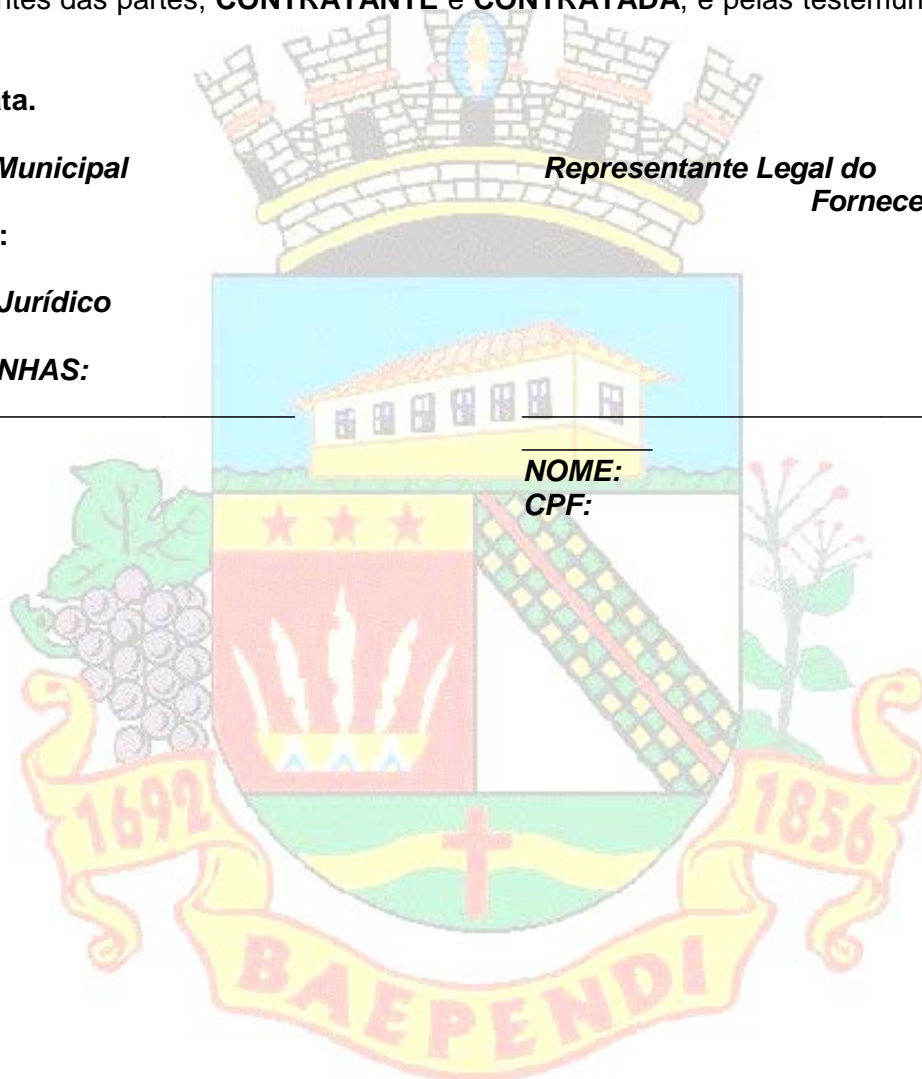 ntes das partes, CONTRATANTE e CONTRATADA, e pelas testemun
ta.
Municipal Representante Legal do
Fornece
:
Jurídico
NHAS:
NOME:
CPF:
1692 1856
BAEPENDI